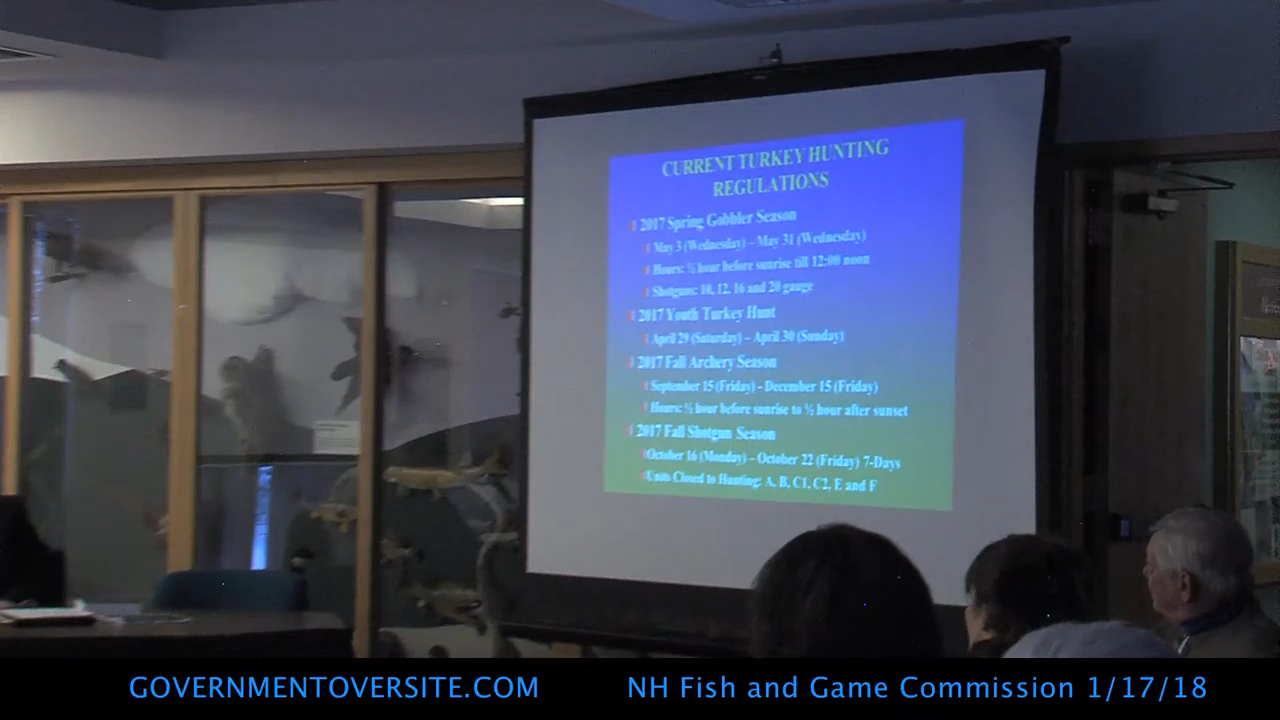 CURRENT TURKEY HUNTING
REGULATIONS
2017 Spring Gobbler Season
May 3 (Wednesday) – May 31 (Wednesday)
Hours: ½ hour before sunrise till 12:00 noon
Shotguns: 10, 12, 16 and 20 gauge
2017 Youth Turkey Hunt
April 29 (Saturday) – April 30 (Sunday)
2017 Fall Archery Season
September 15 (Friday) - December 15 (Friday)
Hours: ½ hour before sunrise to ½ hour after sunset
2017 Fall Shotgun Season
October 16 (Monday) – October 22 (Friday) 7-Days
Units Closed to Hunting: A, B, C1, C2, E and F
GOVERNMENTOVERSITE.COM
NH Fish and Game Commission 1/17/18